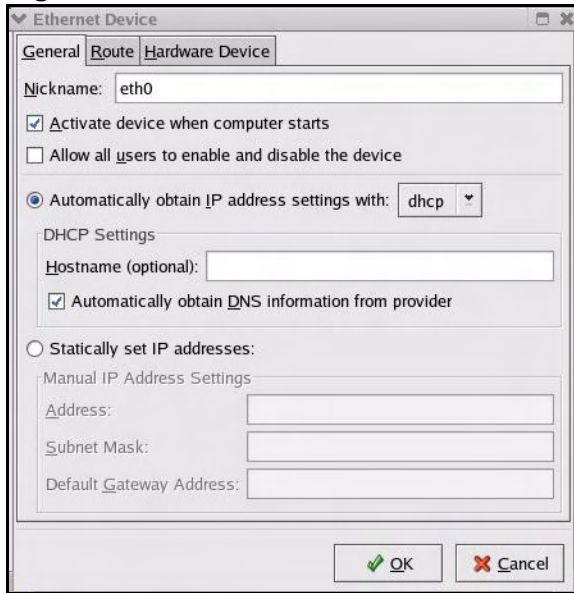 Ethernet Device
General Route Hardware Device
Nickname: eth0
Activate device when computer starts
Allow all users to enable and disable the device
Automatically obtain IP address settings with: dhcp
DHCP Settings
Hostname (optional):
Automatically obtain DNS information from provider
Statically set IP addresses:
Manual IP Address Settings
Address:
Subnet Mask:
Default Gateway Address:
OK Cancel